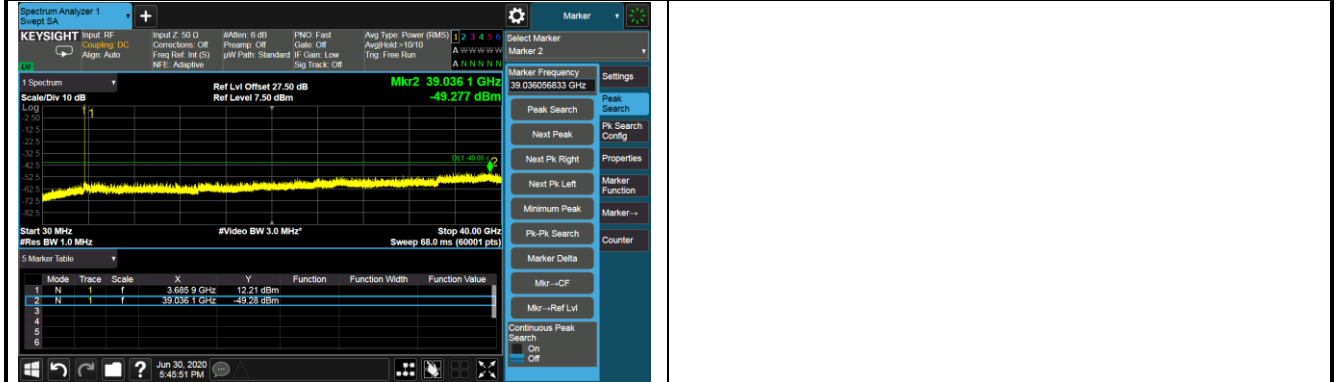 Spectrum Analyzer 1
Swept SA
Marker
KEYSIGHT
Input: RF
Coupling: DC
Align: Auto
Input Z: 50 Ω
Corrections: Off
Freq Ref: Int (S)
NFE: Adaptive
#Atten: 6 dB
Preamp: Off
µW Path: Standard
PNO: Fast
Gate: Off
IF Gain: Low
Sig Track: Off
Avg Type: Power (RMS)
Avg|Hold:>10/10
Trig: Free Run
1 2 3 4 5 6
A W W W W W
A N N N N N
Select Marker
Marker 2
1 Spectrum
Scale/Div 10 dB
Log
Ref Lvl Offset 27.50 dB
Ref Level 7.50 dBm
Mkr2 39.036 1 GHz
-49.277 dBm
-2.50
-12.5
-22.5
-32.5
-42.5
-52.5
-62.5
-72.5
-82.5
1
2
Start 30 MHz
#Res BW 1.0 MHz
#Video BW 3.0 MHz*
Stop 40.00 GHz
Sweep 68.0 ms (60001 pts)
5 Marker Table
Mode Trace Scale X Y Function Function Width Function Value
1 N 1 f 3.685 9 GHz 12.21 dBm
2 N 1 f 39.036 1 GHz -49.28 dBm
3
4
5
6
Jun 30, 2020
5:45:51 PM
Marker Frequency
39.036056833 GHz
Peak Search
Next Peak
Next Pk Right
Next Pk Left
Minimum Peak
Pk-Pk Search
Marker Delta
Mkr→CF
Mkr→Ref Lvl
Continuous Peak
Search
On
Off
Settings
Peak
Search
Pk Search
Config
Properties
Marker
Function
Marker→
Counter